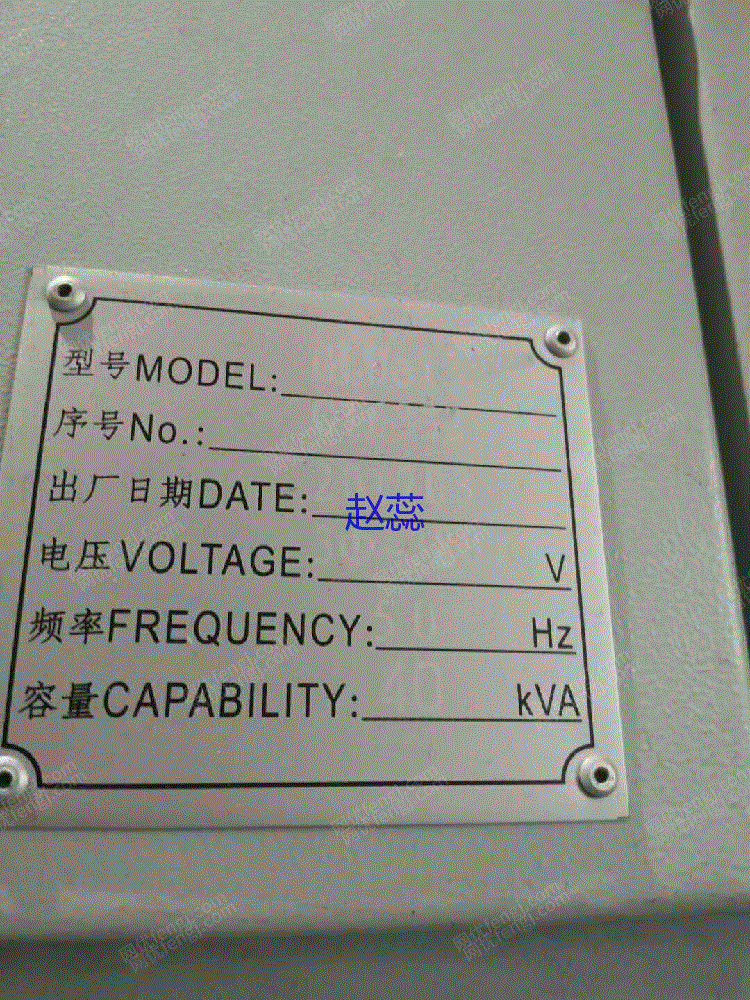 型号MODEL:
序号No.:
出厂日期DATE:
赵蕊
电压VOLTAGE: V
频率FREQUENCY: 50 Hz
容量CAPABILITY: 40 kVA